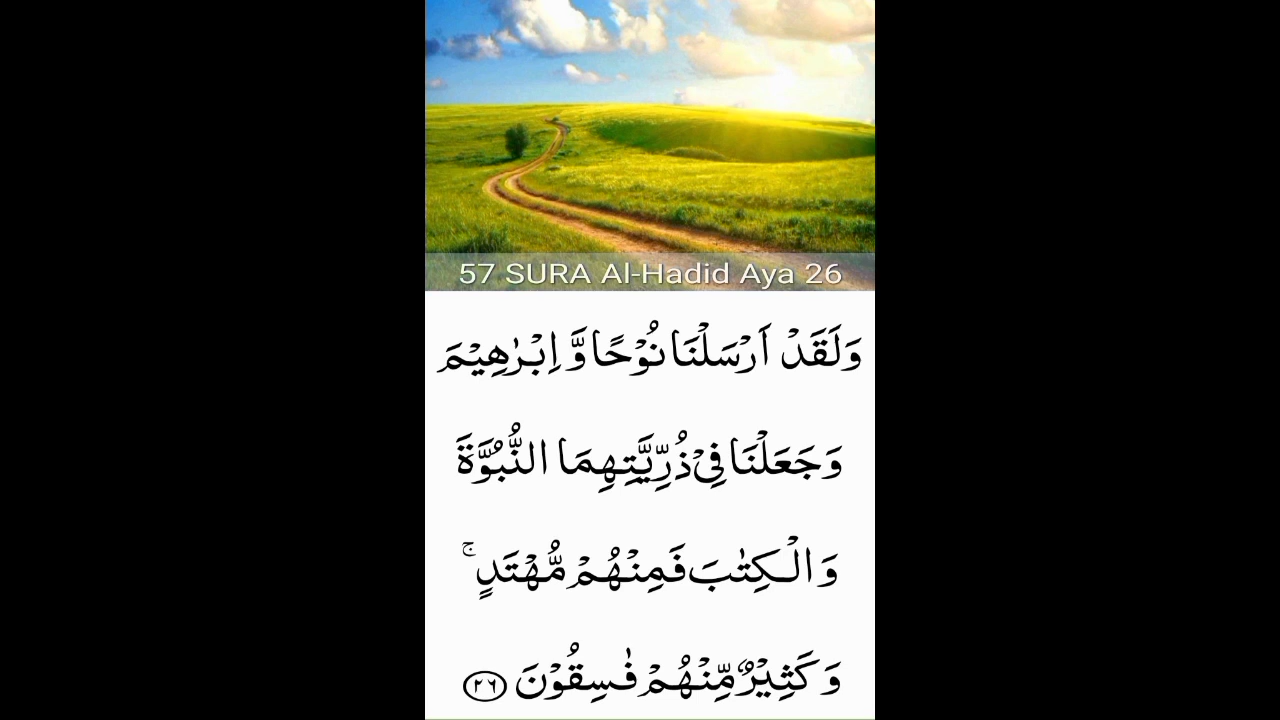 57 SURA Al-Hadid Aya 26
وَلَقَدْ اَرْسَلْنَا نُوْحًا وَّ اِبْرٰهِيْمَ
وَجَعَلْنَا فِيْ ذُرِّيَّتِهِمَا النُّبُوَّةَ
وَ الْكِتٰبَ فَمِنْهُمْ مُّهْتَدٍ ۚ
وَ كَثِيْرٌ مِّنْهُمْ فٰسِقُوْنَ ٢٦